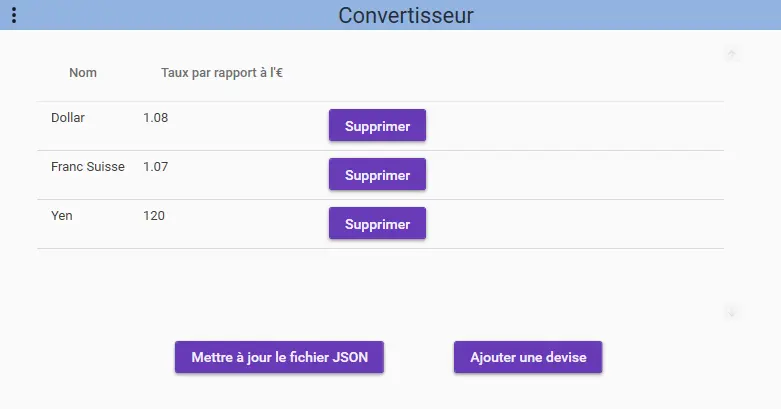 Convertisseur
Nom Taux par rapport à l'€
Dollar 1.08 Supprimer
Franc Suisse 1.07 Supprimer
Yen 120 Supprimer
Mettre à jour le fichier JSON Ajouter une devise